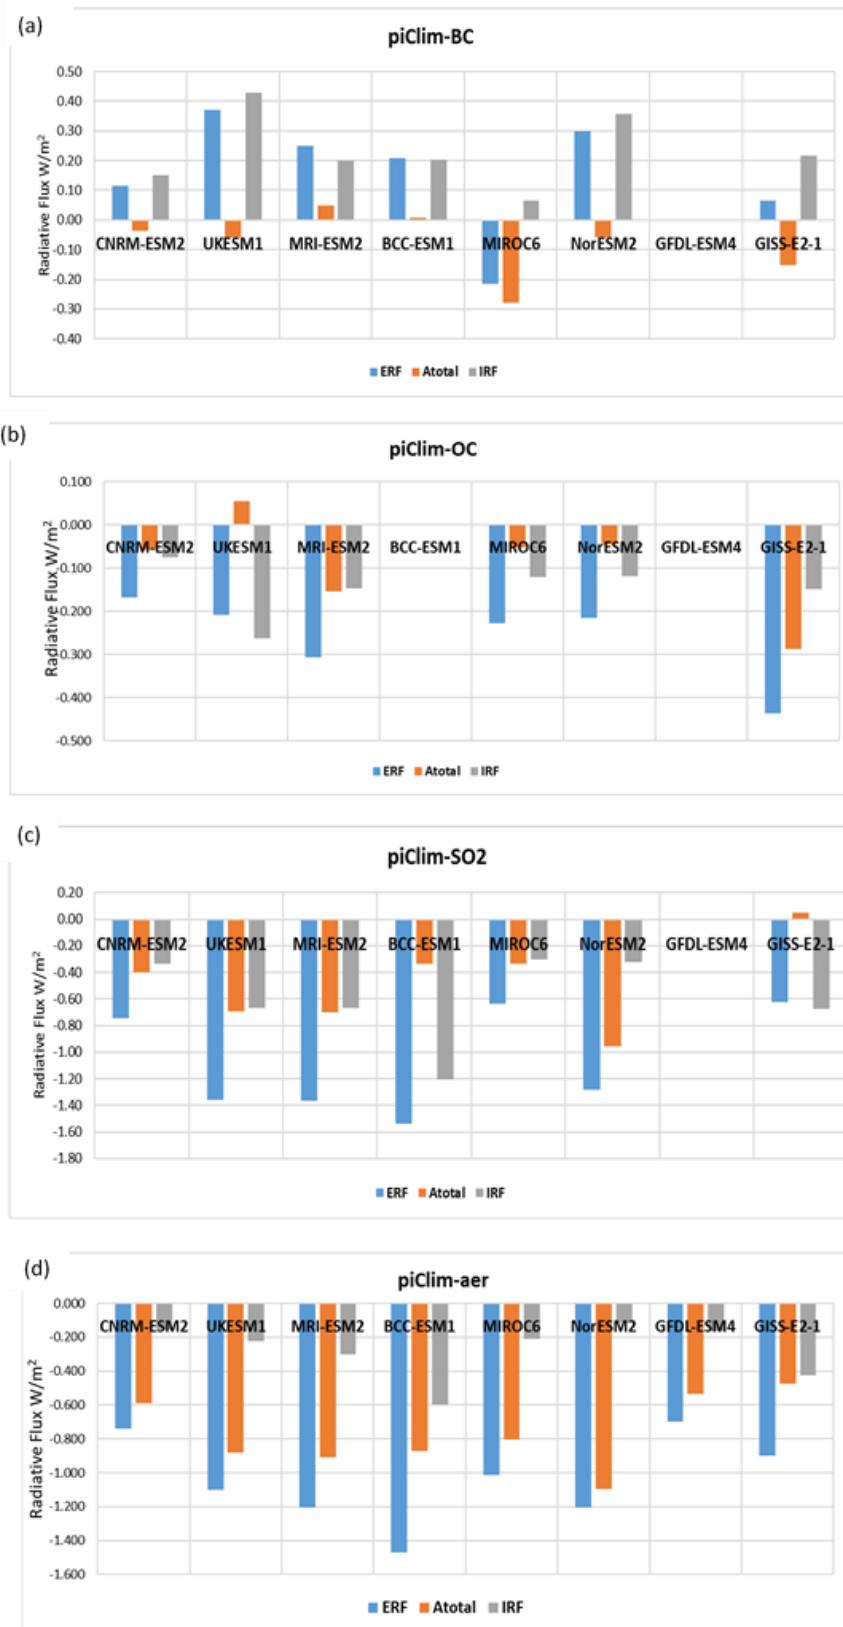 (a)
piClim-BC
Radiative Flux W/m²
0.50
0.40
0.30
0.20
0.10
0.00
-0.10
-0.20
-0.30
-0.40
CNRM-ESM2 UKESM1 MRI-ESM2 BCC-ESM1 MIROC6 NorESM2 GFDL-ESM4 GISS-E2-1
ERF Atotal IRF
(b)
piClim-OC
Radiative Flux W/m²
0.100
0.000
-0.100
-0.200
-0.300
-0.400
-0.500
CNRM-ESM2 UKESM1 MRI-ESM2 BCC-ESM1 MIROC6 NorESM2 GFDL-ESM4 GISS-E2-1
ERF Atotal IRF
(c)
piClim-SO2
Radiative Flux W/m²
0.20
0.00
-0.20
-0.40
-0.60
-0.80
-1.00
-1.20
-1.40
-1.60
-1.80
CNRM-ESM2 UKESM1 MRI-ESM2 BCC-ESM1 MIROC6 NorESM2 GFDL-ESM4 GISS-E2-1
ERF Atotal IRF
(d)
piClim-aer
Radiative Flux W/m²
0.000
-0.200
-0.400
-0.600
-0.800
-1.000
-1.200
-1.400
-1.600
CNRM-ESM2 UKESM1 MRI-ESM2 BCC-ESM1 MIROC6 NorESM2 GFDL-ESM4 GISS-E2-1
ERF Atotal IRF